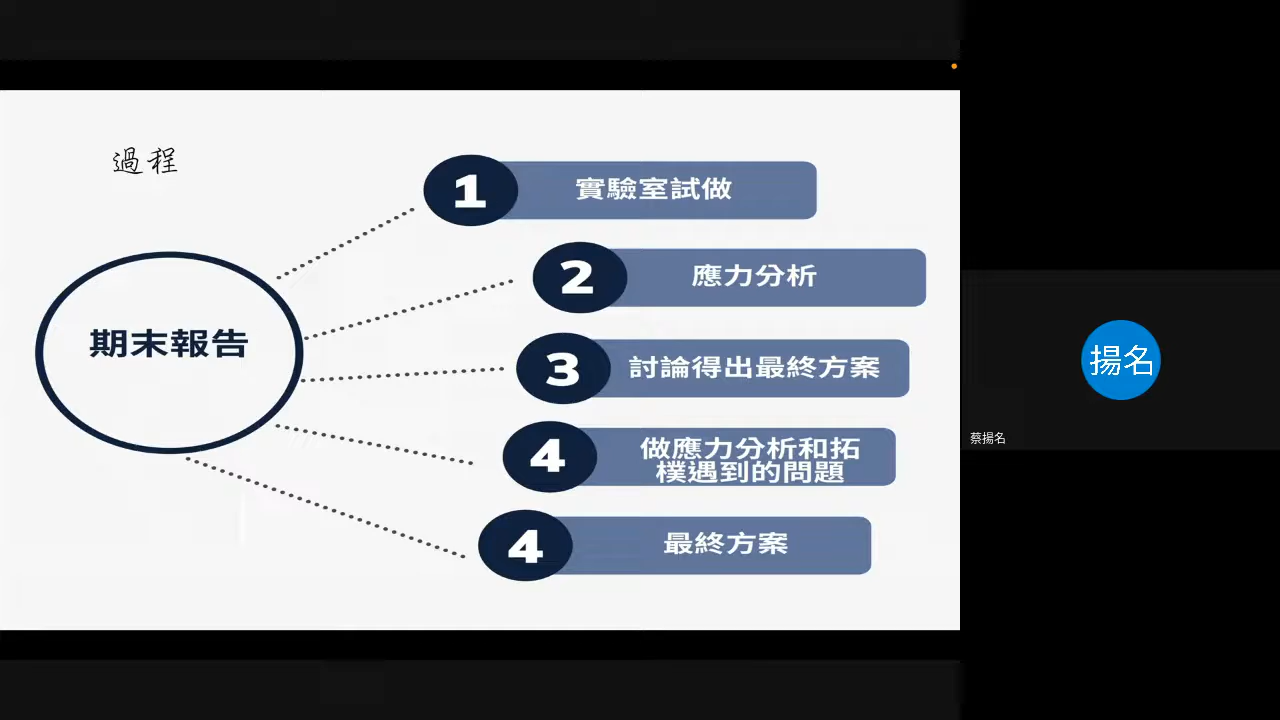 過程
期末報告
1
實驗室試做
2
應力分析
3
討論得出最終方案
4
做應力分析和拓
樸遇到的問題
4
最終方案
揚名
蔡揚名